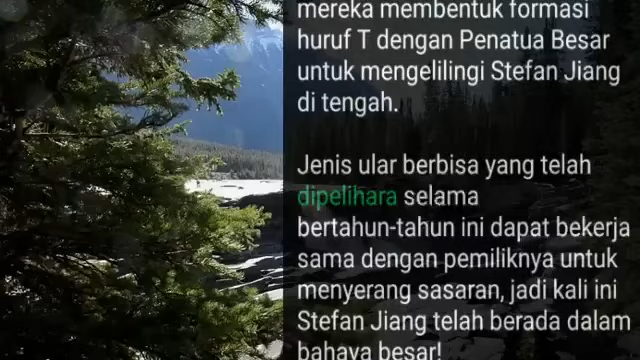 mereka membentuk formasi
huruf T dengan Penatua Besar
untuk mengelilingi Stefan Jiang
di tengah.
Jenis ular berbisa yang telah
dipelihara selama
bertahun-tahun ini dapat bekerja
sama dengan pemiliknya untuk
menyerang sasaran, jadi kali ini
Stefan Jiang telah berada dalam
bahaya besar!